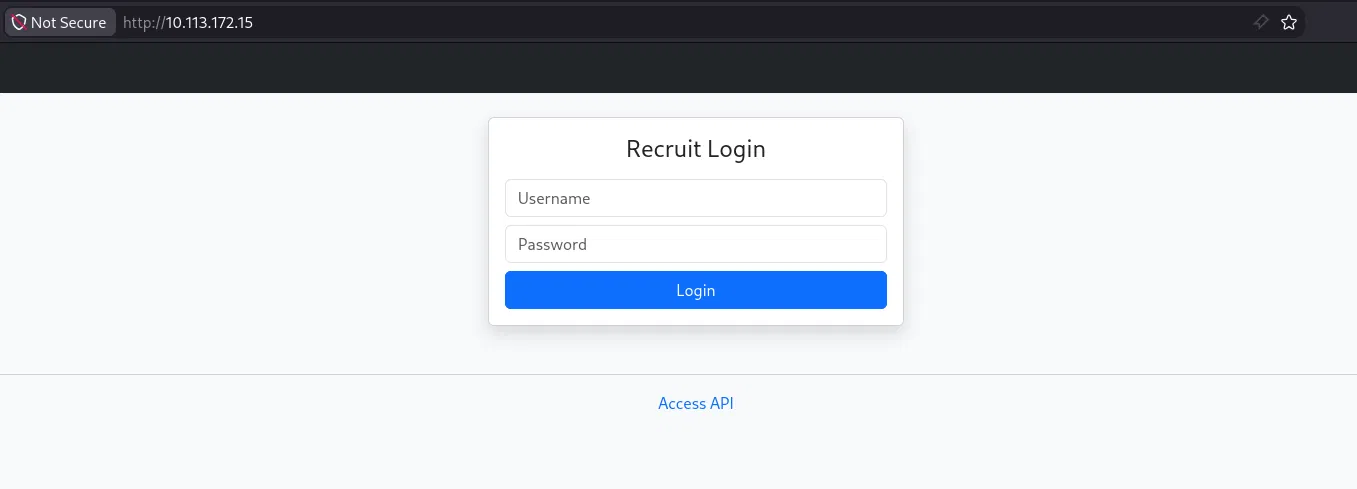 Not Secure http://10.113.172.15
Recruit Login
Username
Password
Login
Access API